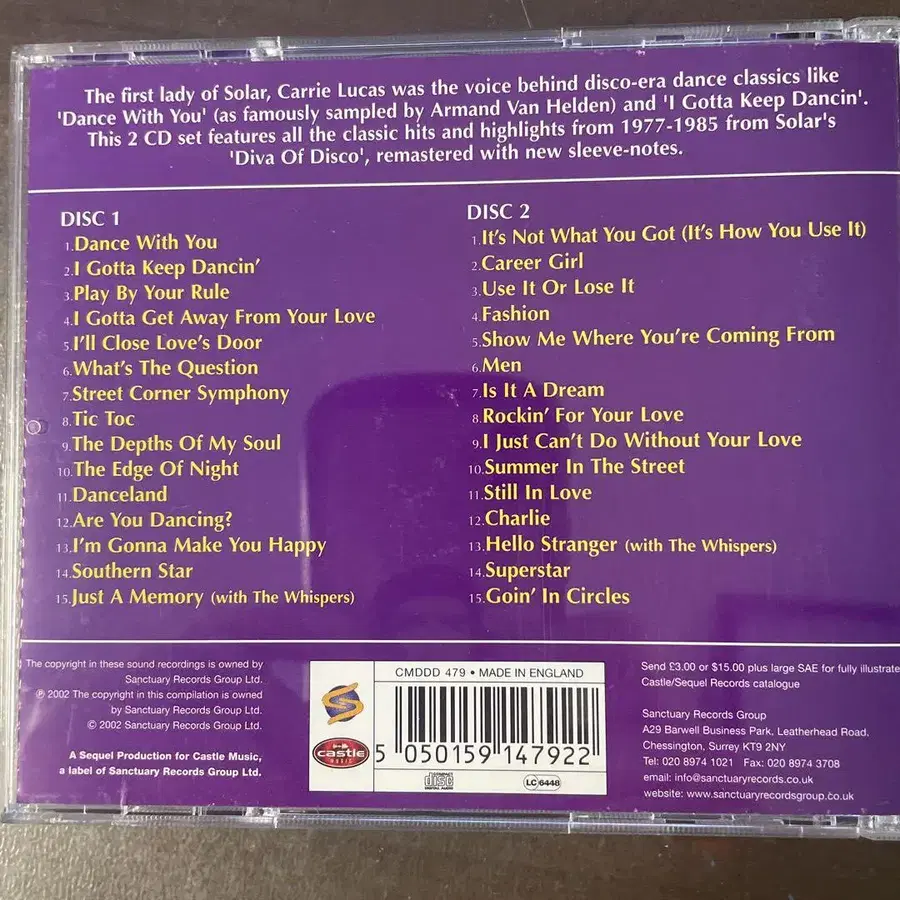 The first lady of Solar, Carrie Lucas was the voice behind disco-era dance classics like
'Dance With You' (as famously sampled by Armand Van Helden) and 'I Gotta Keep Dancin'.
This 2 CD set features all the classic hits and highlights from 1977-1985 from Solar's
'Diva Of Disco', remastered with new sleeve-notes.
DISC 1
1.Dance With You
2.I Gotta Keep Dancin'
3.Play By Your Rule
4.I Gotta Get Away From Your Love
5.I'll Close Love's Door
6.What's The Question
7.Street Corner Symphony
8.Tic Toc
9.The Depths Of My Soul
10.The Edge Of Night
11.Danceland
12.Are You Dancing?
13.I'm Gonna Make You Happy
14.Southern Star
15.Just A Memory (with The Whispers)
DISC 2
1.It's Not What You Got (It's How You Use It)
2.Career Girl
3.Use It Or Lose It
4.Fashion
5.Show Me Where You're Coming From
6.Men
7.Is It A Dream
8.Rockin' For Your Love
9.I Just Can't Do Without Your Love
10.Summer In The Street
11.Still In Love
12.Charlie
13.Hello Stranger (with The Whispers)
14.Superstar
15.Goin' In Circles
The copyright in these sound recordings is owned by
Sanctuary Records Group Ltd.
℗ 2002 The copyright in this compilation is owned
by Sanctuary Records Group Ltd.
© 2002 Sanctuary Records Group Ltd.
A Sequel Production for Castle Music,
a label of Sanctuary Records Group Ltd.
CMDDD 479 • MADE IN ENGLAND
castle
MUSIC
5 050159 147922
COMPACT
disc
DIGITAL AUDIO
LC 6448
Send £3.00 or $15.00 plus large SAE for fully illustrate
Castle/Sequel Records catalogue
Sanctuary Records Group
A29 Barwell Business Park, Leatherhead Road,
Chessington, Surrey KT9 2NY
Tel: 020 8974 1021 Fax: 020 8974 3708
email: info@sanctuaryrecords.co.uk
website: www.sanctuaryrecordsgroup.co.uk